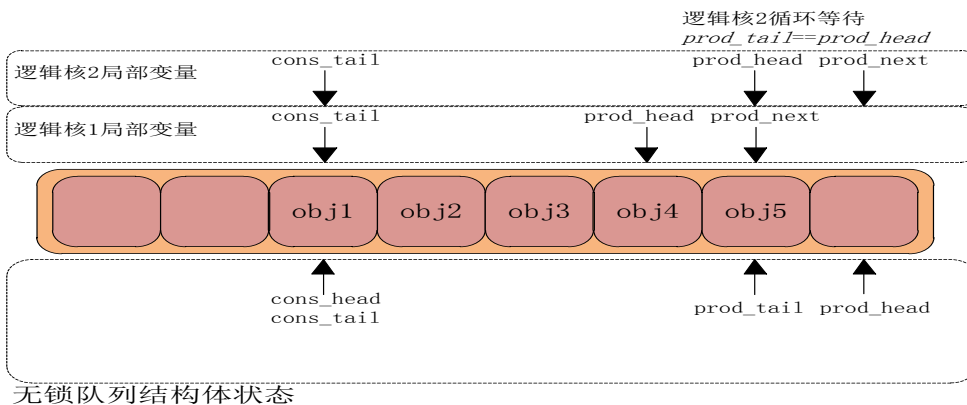 逻辑核2循环等待
prod_tail==prod_head
逻辑核2局部变量
cons_tail
prod_head
prod_next
逻辑核1局部变量
cons_tail
prod_head
prod_next
obj1
obj2
obj3
obj4
obj5
cons_head
cons_tail
prod_tail
prod_head
无锁队列结构体状态